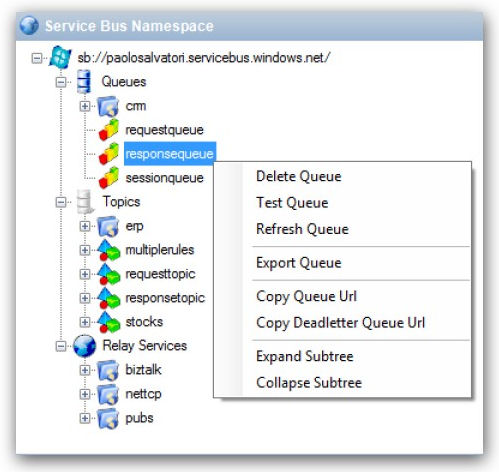 Service Bus Namespace
sb://paolosalvatori.servicebus.windows.net/
Queues
crm
requestqueue
responsequeue
sessionqueue
Topics
erp
multiplerules
requesttopic
responsetopic
stocks
Relay Services
biztalk
nettcp
pubs
Delete Queue
Test Queue
Refresh Queue
Export Queue
Copy Queue Url
Copy Deadletter Queue Url
Expand Subtree
Collapse Subtree